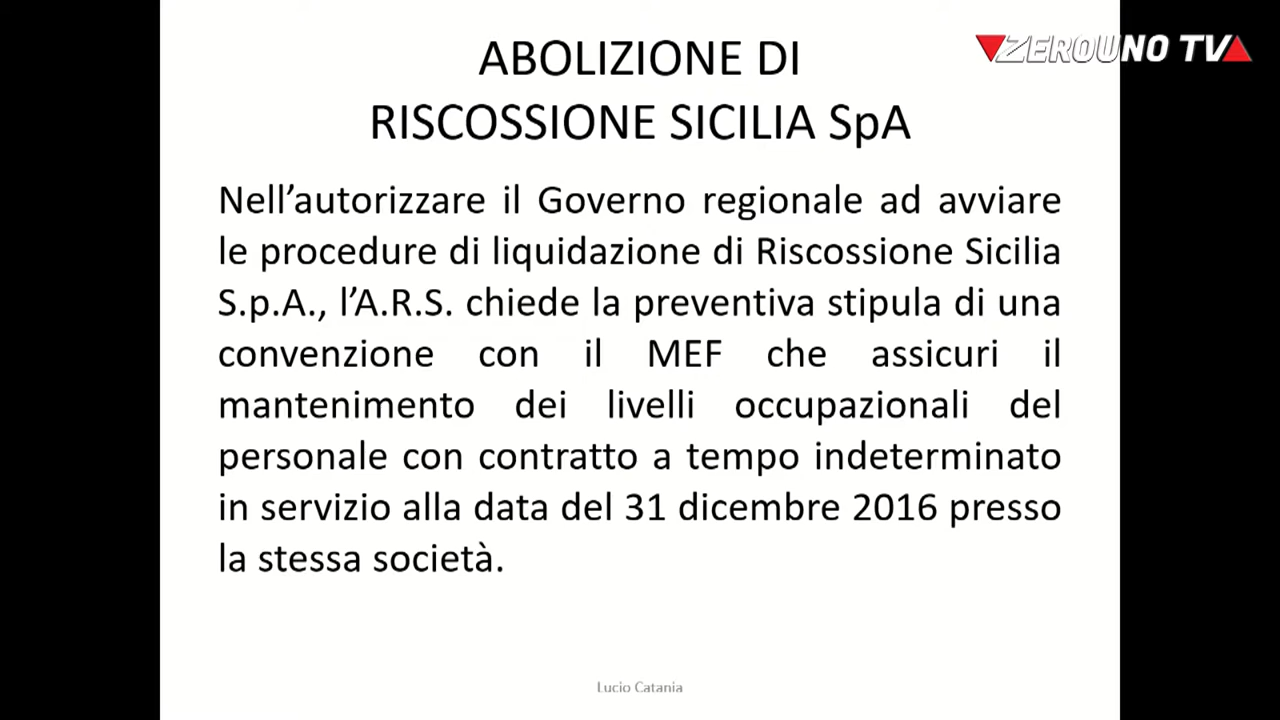 ZEROUNO TV
ABOLIZIONE DI
RISCOSSIONE SICILIA SpA
Nell’autorizzare il Governo regionale ad avviare
le procedure di liquidazione di Riscossione Sicilia
S.p.A., l’A.R.S. chiede la preventiva stipula di una
convenzione con il MEF che assicuri il
mantenimento dei livelli occupazionali del
personale con contratto a tempo indeterminato
in servizio alla data del 31 dicembre 2016 presso
la stessa società.
Lucio Catania